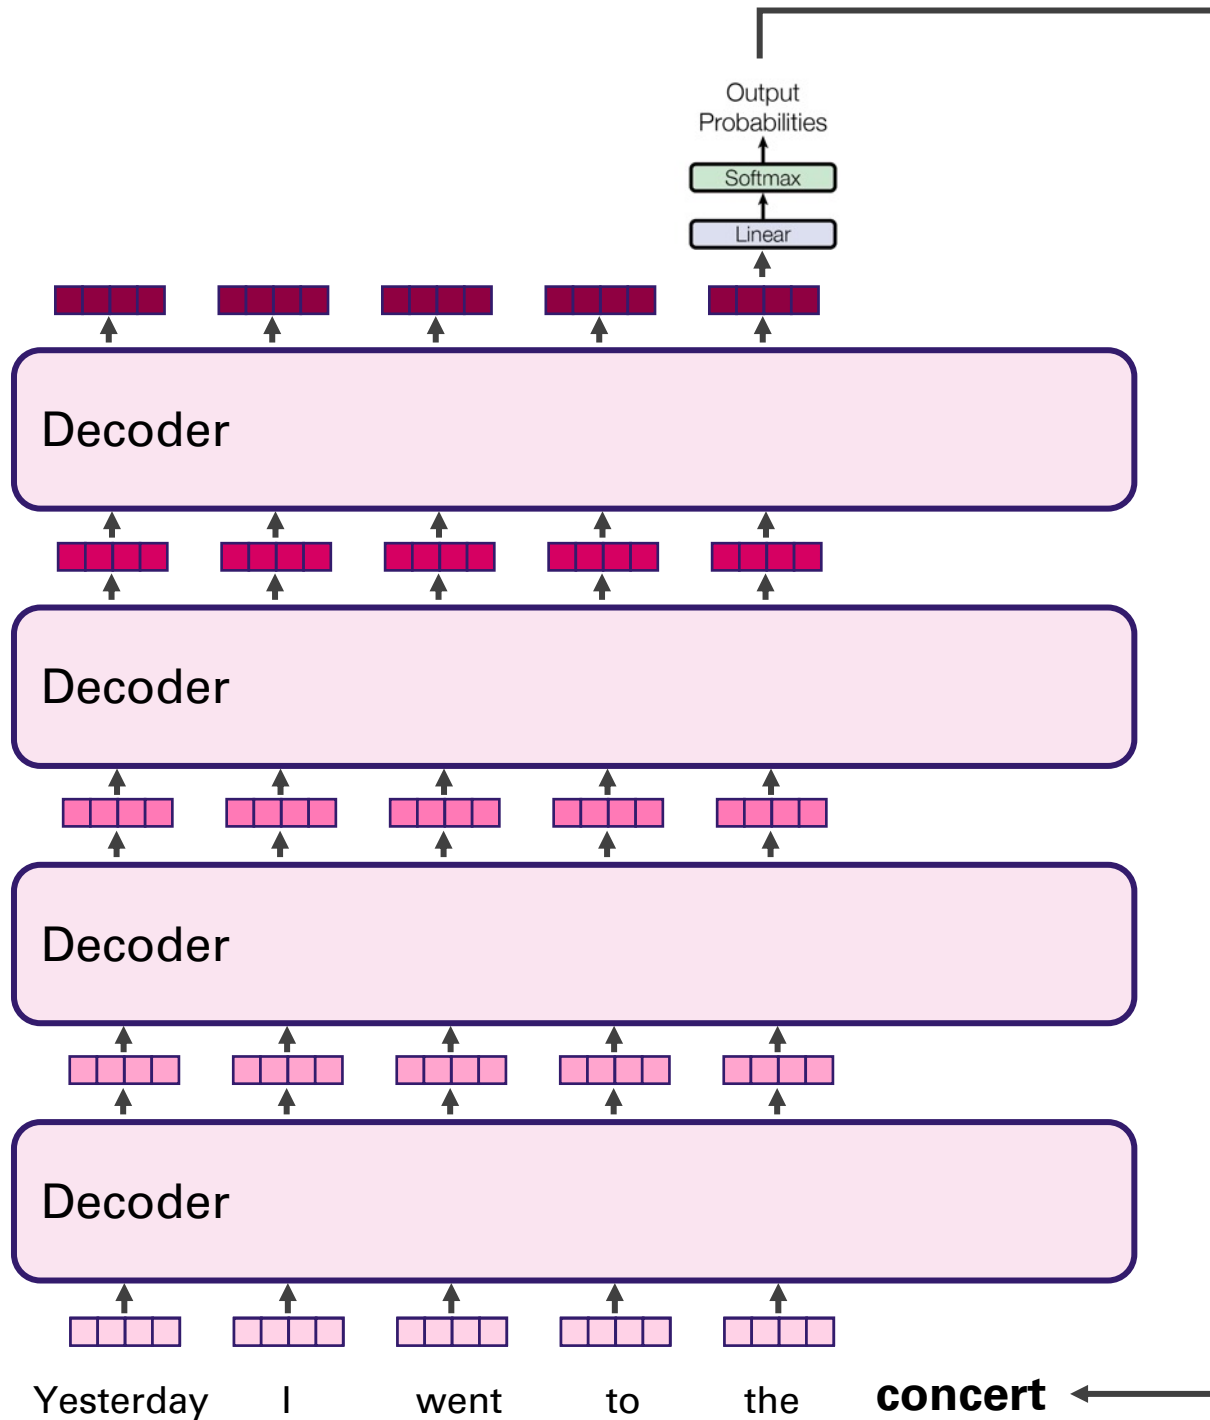 Output
Probabilities
Softmax
Linear
Decoder
Decoder
Decoder
Decoder
Yesterday I went to the concert